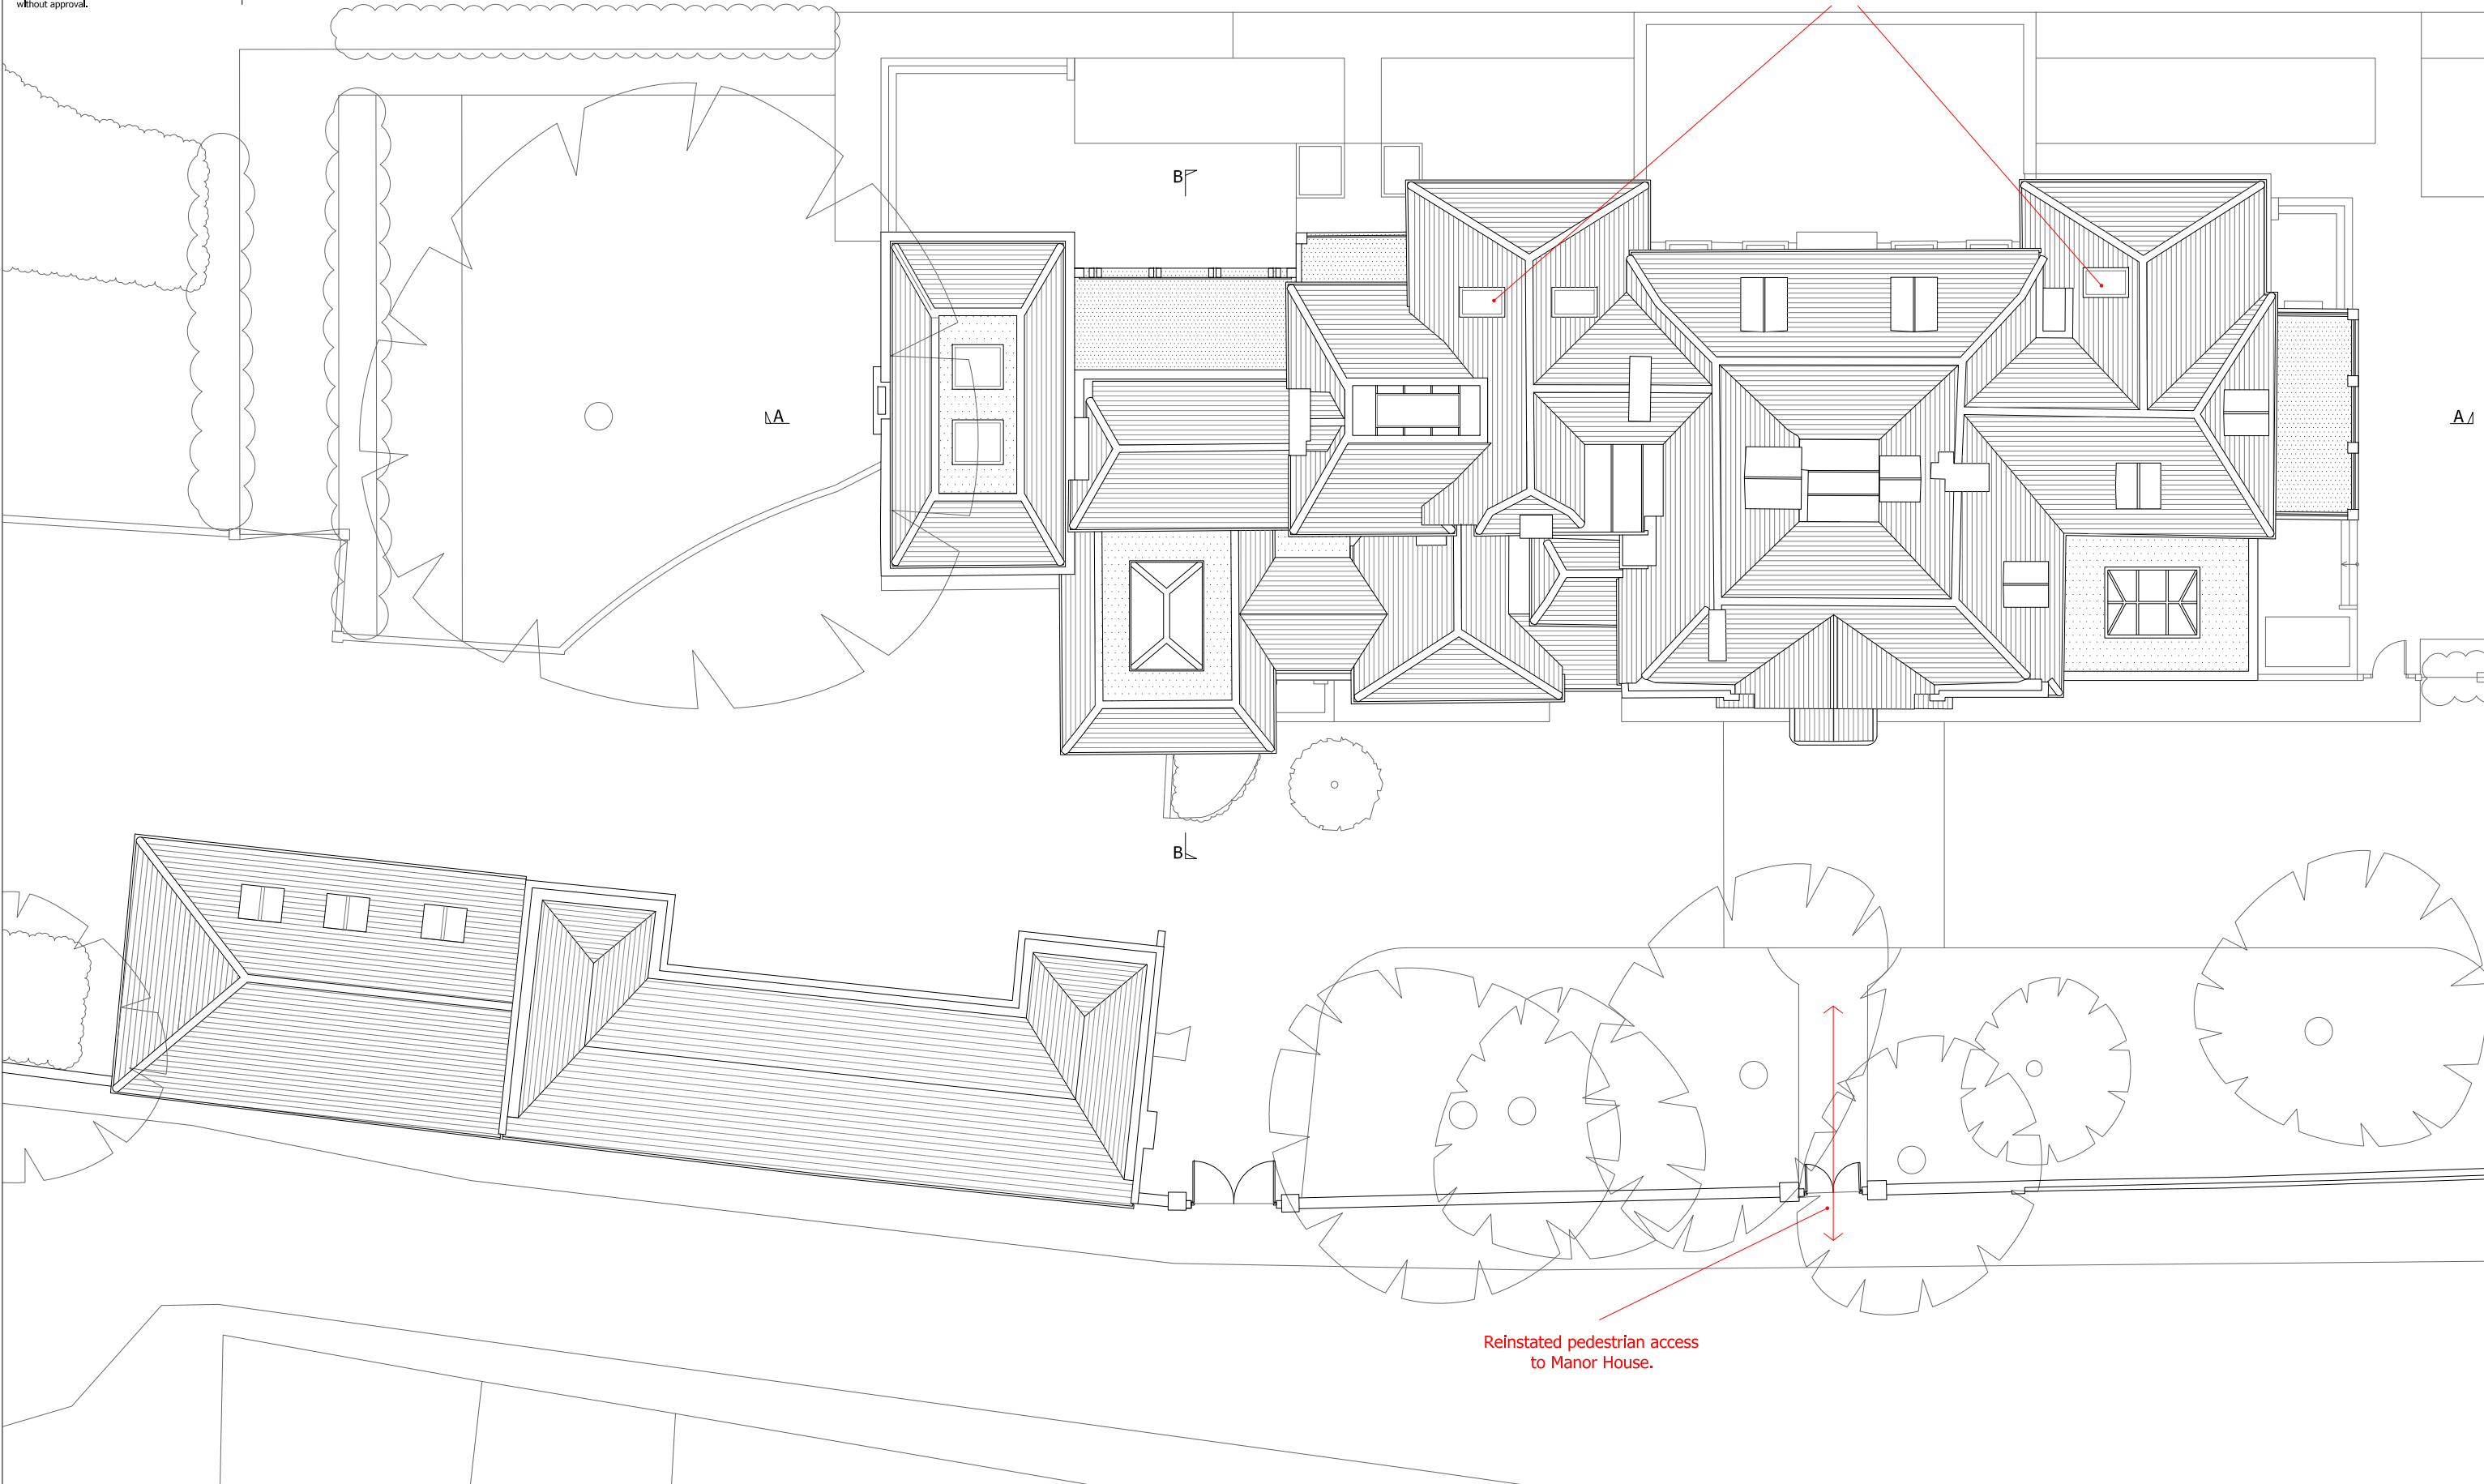 without approval.
B
A
A
B
Reinstated pedestrian access
to Manor House.